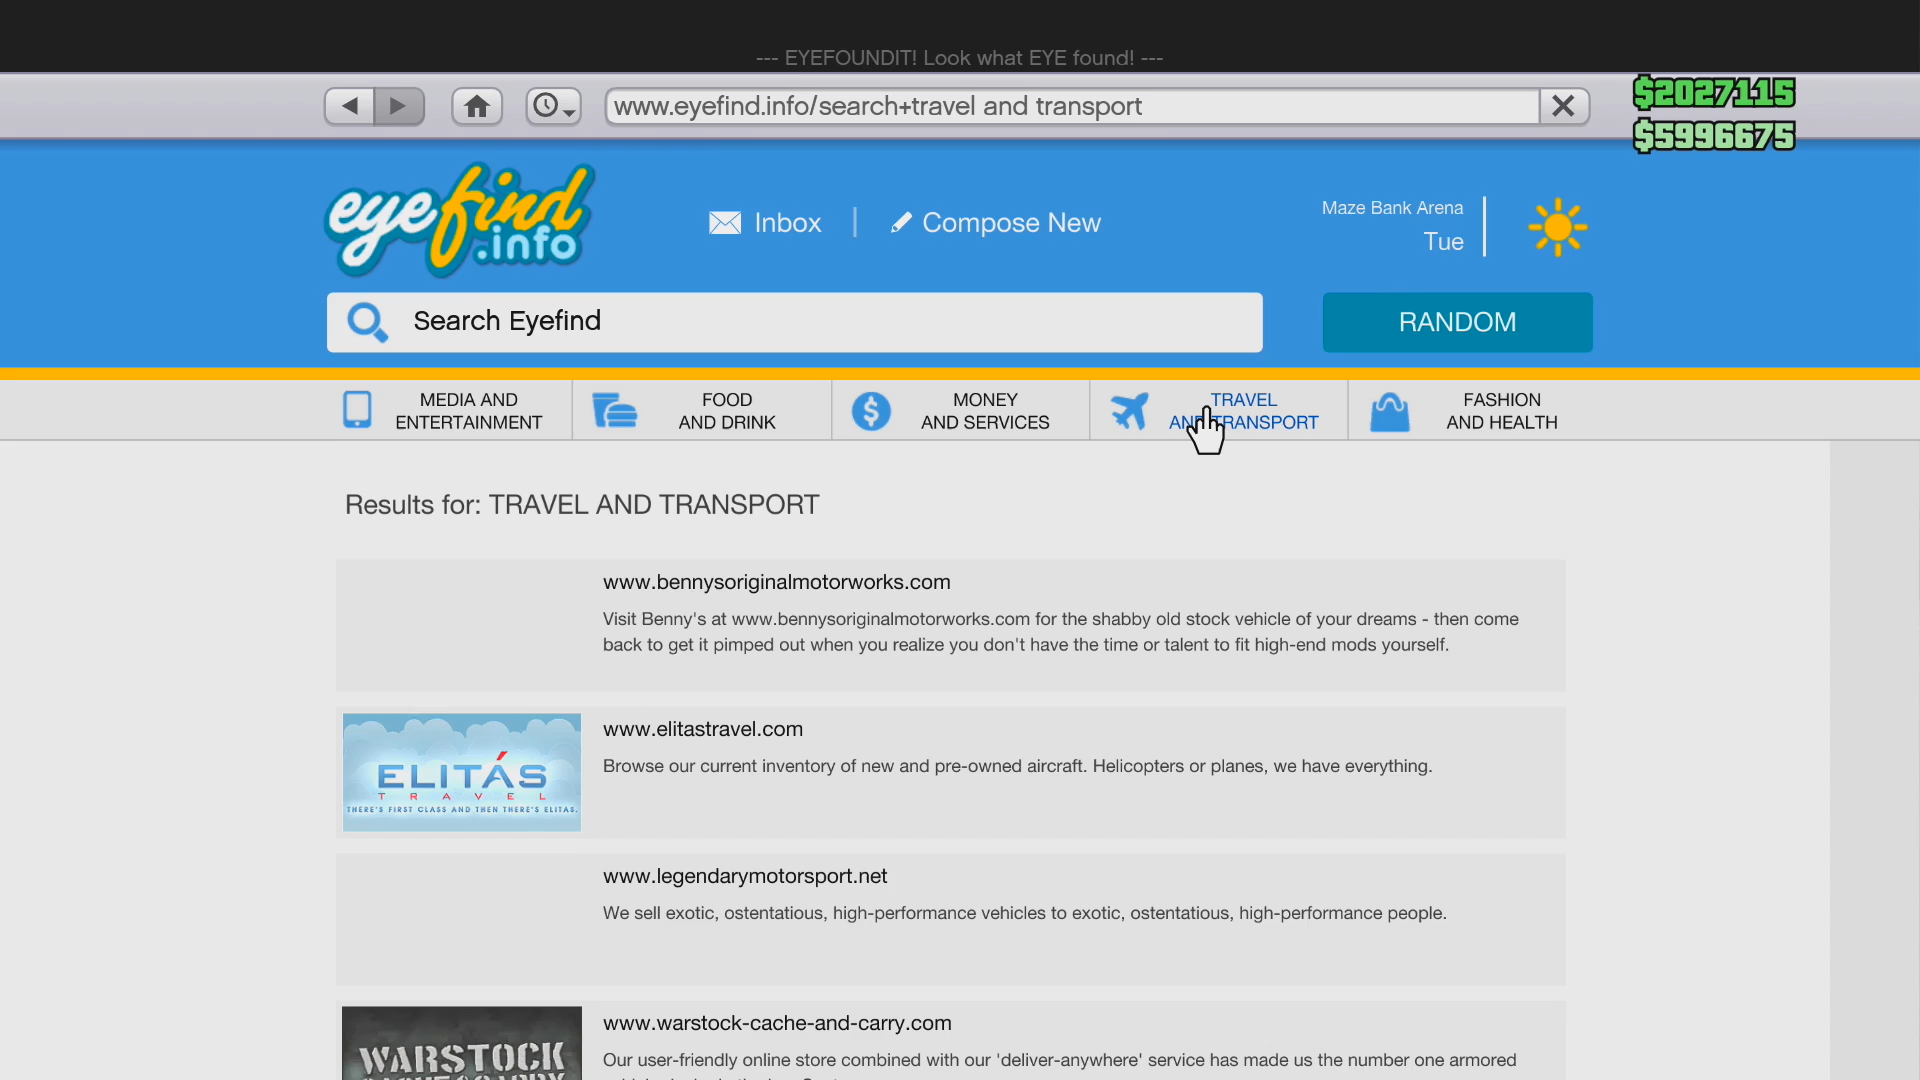 --- EYEFOUNDIT! Look what EYE found! ---
www.eyefind.info/search+travel and transport
$2027115
$5996675
eyefind
.info
Inbox
Compose New
Maze Bank Arena
Tue
Search Eyefind
RANDOM
MEDIA AND
ENTERTAINMENT
FOOD
AND DRINK
MONEY
AND SERVICES
TRAVEL
AND TRANSPORT
FASHION
AND HEALTH
Results for: TRAVEL AND TRANSPORT
www.bennysoriginalmotorworks.com
Visit Benny's at www.bennysoriginalmotorworks.com for the shabby old stock vehicle of your dreams - then come
back to get it pimped out when you realize you don't have the time or talent to fit high-end mods yourself.
ELITÁS
TRAVEL
THERE'S FIRST CLASS AND THEN THERE'S ELITAS.
www.elitastravel.com
Browse our current inventory of new and pre-owned aircraft. Helicopters or planes, we have everything.
www.legendarymotorsport.net
We sell exotic, ostentatious, high-performance vehicles to exotic, ostentatious, high-performance people.
WARSTOCK
www.warstock-cache-and-carry.com
Our user-friendly online store combined with our 'deliver-anywhere' service has made us the number one armored